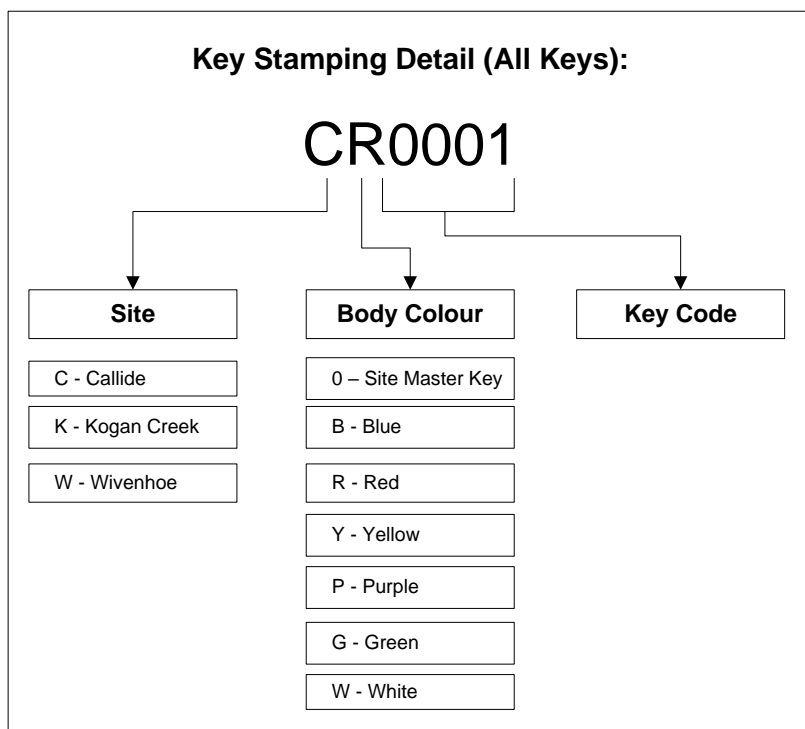 Key Stamping Detail (All Keys):
CR0001
Site
Body Colour
Key Code
C - Callide
K - Kogan Creek
W - Wivenhoe
0 – Site Master Key
B - Blue
R - Red
Y - Yellow
P - Purple
G - Green
W - White